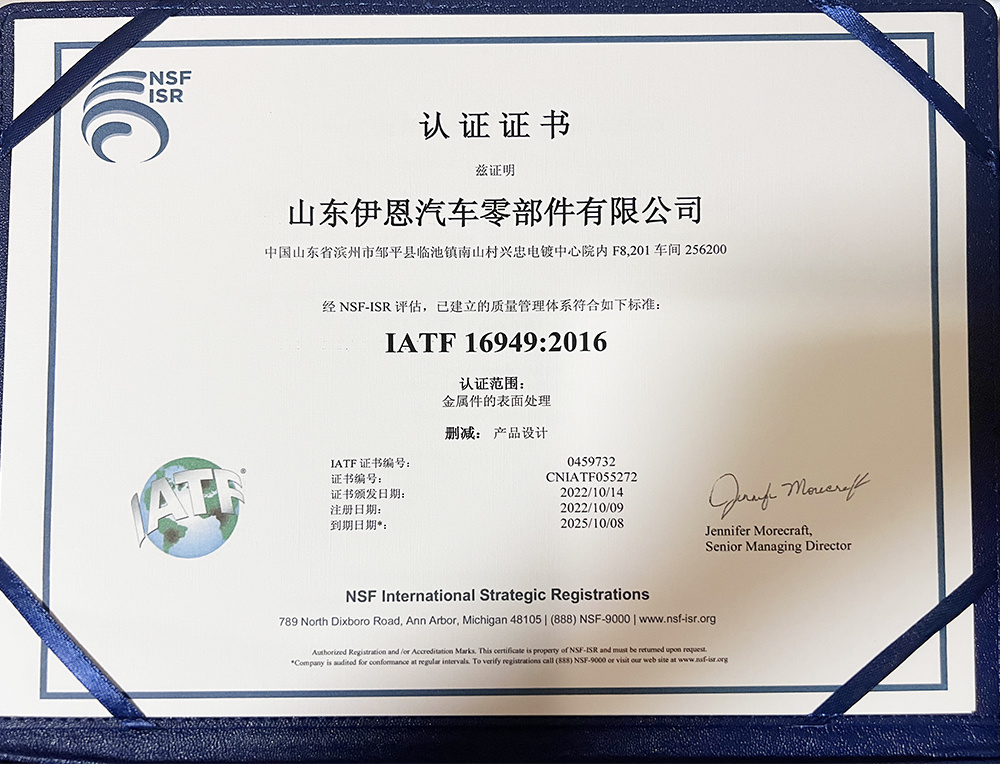 NSF
ISR
认证证书
兹证明
山东伊恩汽车零部件有限公司
中国山东省滨州市邹平县临池镇南山村兴忠电镀中心院内 F8,201 车间 256200
经 NSF-ISR 评估，已建立的质量管理体系符合如下标准：
IATF 16949:2016
认证范围：
金属件的表面处理
删减： 产品设计
IATF 证书编号： 0459732
证书编号： CNIATF055272
证书颁发日期： 2022/10/14
注册日期： 2022/10/09
到期日期*： 2025/10/08
IATF®
Jennifer Morecraft
Jennifer Morecraft,
Senior Managing Director
NSF International Strategic Registrations
789 North Dixboro Road, Ann Arbor, Michigan 48105 | (888) NSF-9000 | www.nsf-isr.org
Authorized Registration and /or Accreditation Marks. This certificate is property of NSF-ISR and must be returned upon request.
*Company is audited for conformance at regular intervals. To verify registrations call (888) NSF-9000 or visit our web site at www.nsf-isr.org